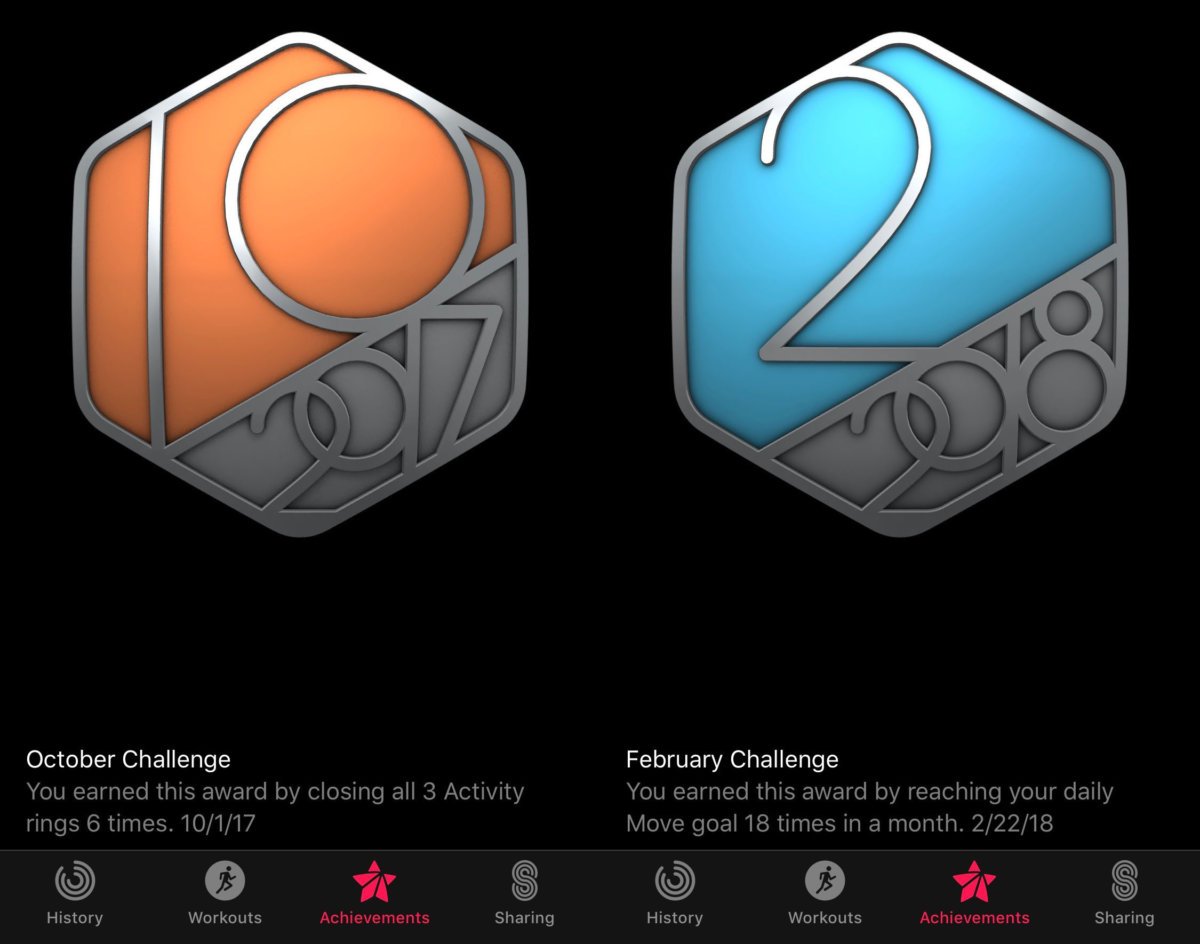 10
2017
October Challenge
You earned this award by closing all 3 Activity
rings 6 times. 10/1/17
History
Workouts
Achievements
Sharing
2
2018
February Challenge
You earned this award by reaching your daily
Move goal 18 times in a month. 2/22/18
History
Workouts
Achievements
Sharing